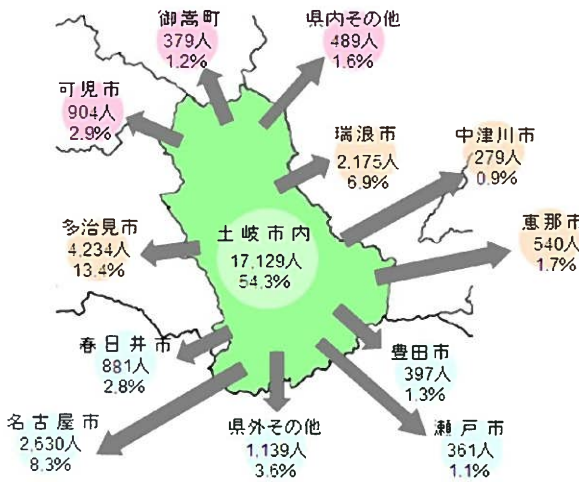 御嵩町
379人
1.2%
県内その他
489人
1.6%
可児市
904人
2.9%
瑞浪市
2,175人
6.9%
中津川市
279人
0.9%
多治見市
4,234人
13.4%
土岐市内
17,129人
54.3%
恵那市
540人
1.7%
春日井市
881人
2.8%
豊田市
397人
1.3%
名古屋市
2,630人
8.3%
県外その他
1,139人
3.6%
瀬戸市
361人
1.1%